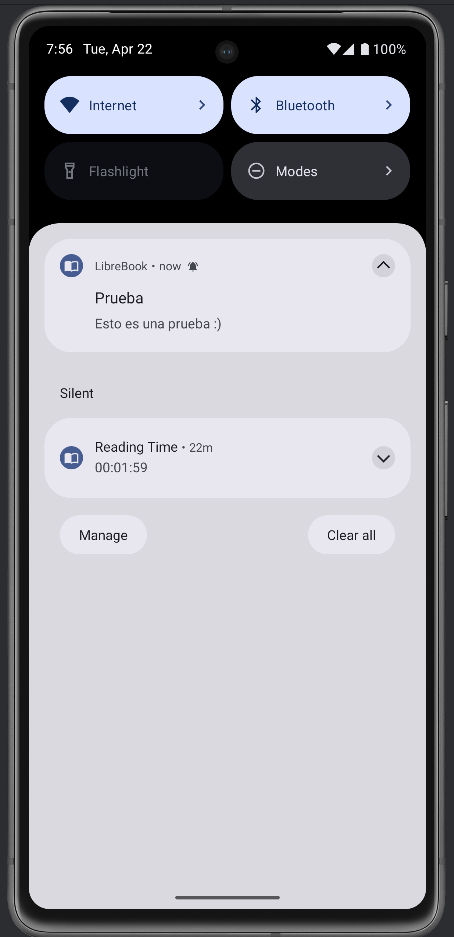 7:56 Tue, Apr 22 100%
Internet Bluetooth
Flashlight Modes
LibreBook • now
Prueba
Esto es una prueba :)
Silent
Reading Time • 22m
00:01:59
Manage Clear all